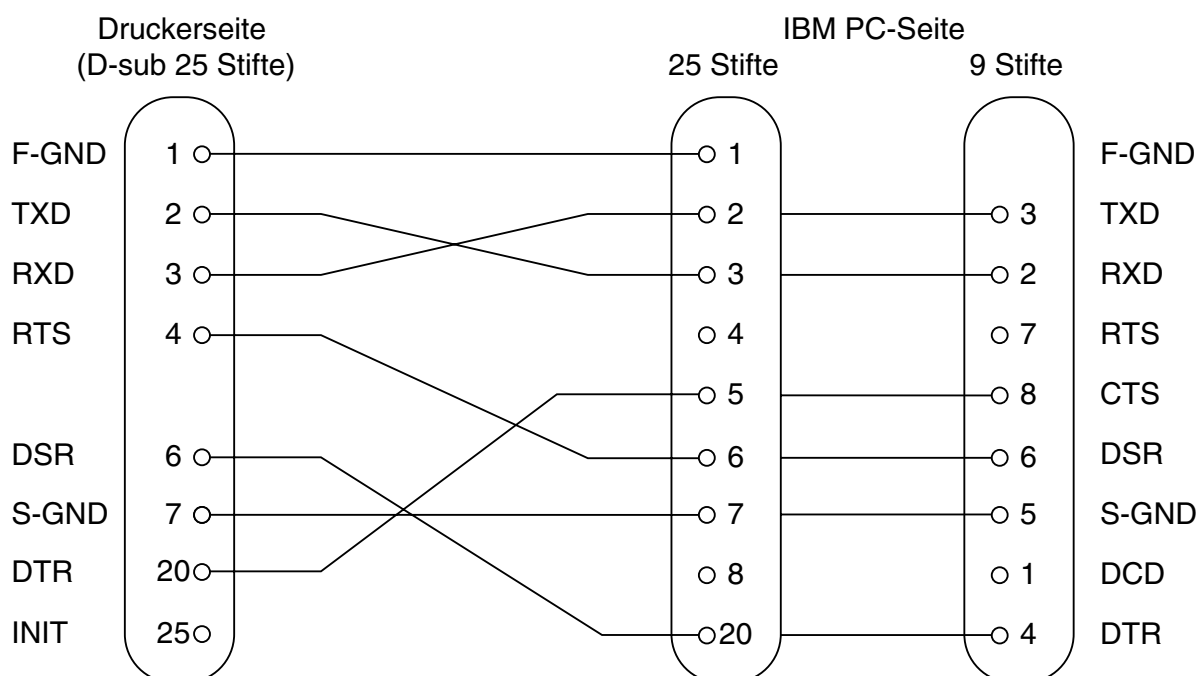 Druckerseite
(D-sub 25 Stifte)
IBM PC-Seite
25 Stifte 9 Stifte
F-GND 1 1 F-GND
TXD 2 2 3 TXD
RXD 3 3 2 RXD
RTS 4 4 7 RTS
5 8 CTS
DSR 6 6 6 DSR
S-GND 7 7 5 S-GND
DTR 20 8 1 DCD
INIT 25 20 4 DTR